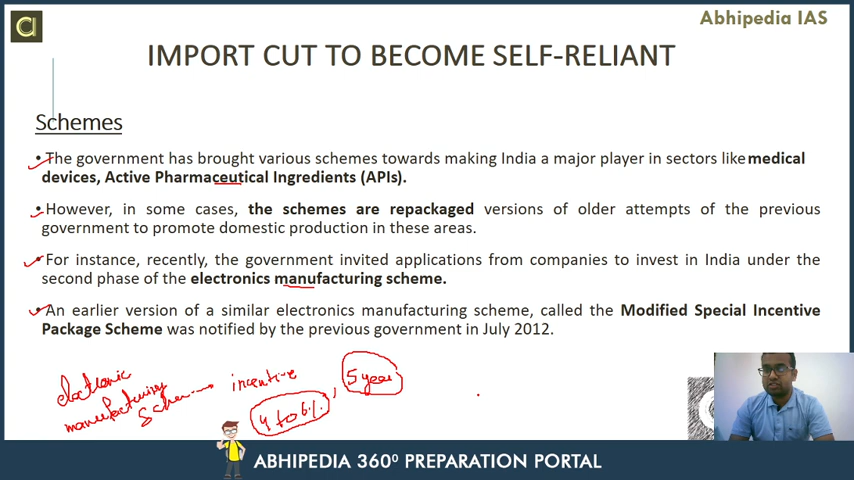 Abhipedia IAS
IMPORT CUT TO BECOME SELF-RELIANT
Schemes
• The government has brought various schemes towards making India a major player in sectors like medical
devices, Active Pharmaceutical Ingredients (APIs).
• However, in some cases, the schemes are repackaged versions of older attempts of the previous
government to promote domestic production in these areas.
• For instance, recently, the government invited applications from companies to invest in India under the
second phase of the electronics manufacturing scheme.
• An earlier version of a similar electronics manufacturing scheme, called the Modified Special Incentive
Package Scheme was notified by the previous government in July 2012.
electronic
manufacturing
Scheme → incentive
4 to 6%, 5 year
ABHIPEDIA 360⁰ PREPARATION PORTAL